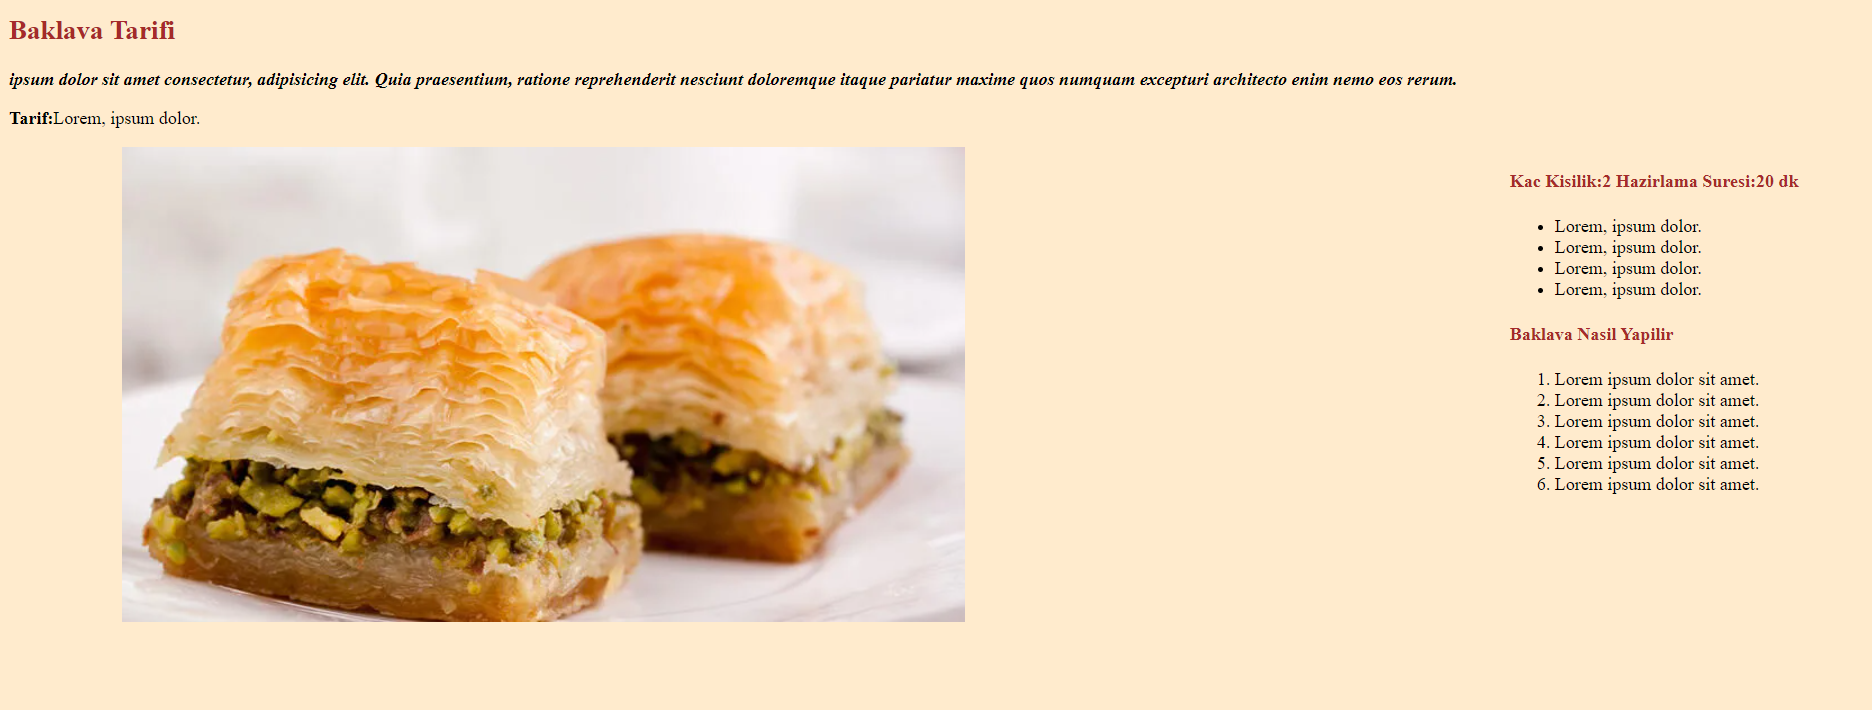 Baklava Tarifi
ipsum dolor sit amet consectetur, adipisicing elit. Quia praesentium, ratione reprehenderit nesciunt doloremque itaque pariatur maxime quos numquam excepturi architecto enim nemo eos rerum.
Tarif:Lorem, ipsum dolor.
Kac Kisilik:2 Hazirlama Suresi:20 dk
• Lorem, ipsum dolor.
• Lorem, ipsum dolor.
• Lorem, ipsum dolor.
• Lorem, ipsum dolor.
Baklava Nasil Yapilir
1. Lorem ipsum dolor sit amet.
2. Lorem ipsum dolor sit amet.
3. Lorem ipsum dolor sit amet.
4. Lorem ipsum dolor sit amet.
5. Lorem ipsum dolor sit amet.
6. Lorem ipsum dolor sit amet.